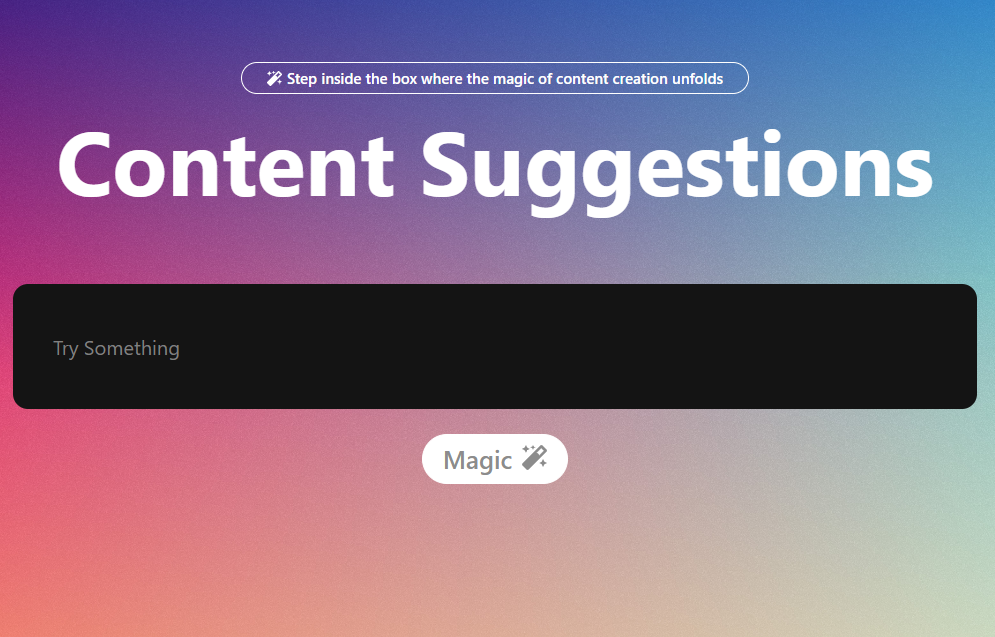 Step inside the box where the magic of content creation unfolds
Content Suggestions
Try Something
Magic